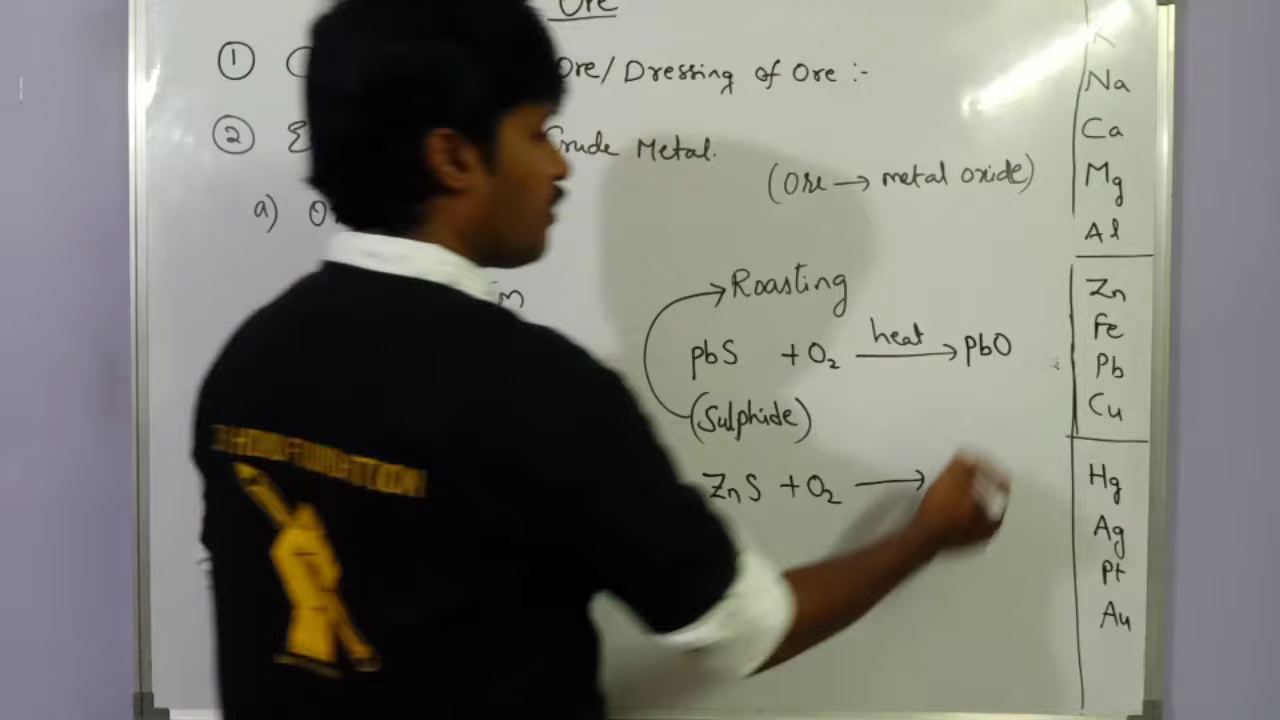 Ore
① Ore/Dressing of Ore :-
② Crude Metal.
(Ore → metal oxide)
a) O
Roasting
pbS + O₂ heat → pbO
(Sulphide)
ZnS + O₂ →
K
Na
Ca
Mg
Al
Zn
Fe
Pb
Cu
Hg
Ag
Pt
Au